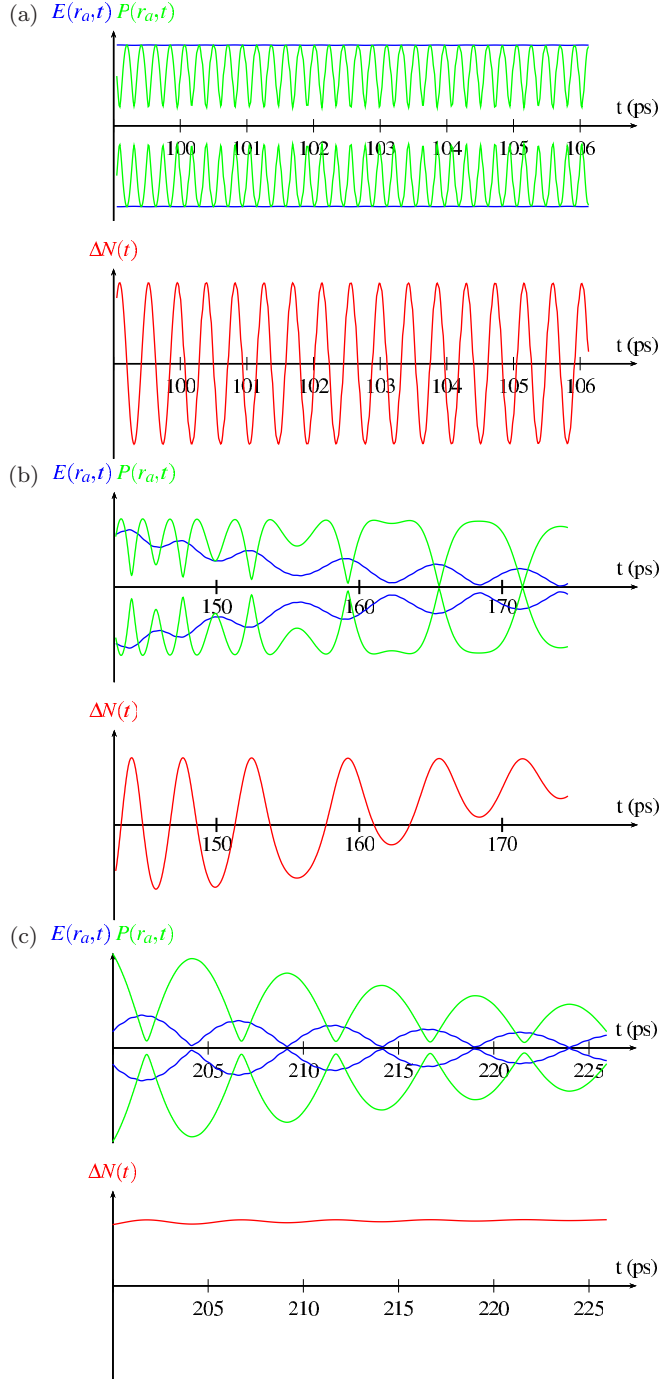 (a) E(r_a,t) P(r_a,t)
t (ps)
100 101 102 103 104 105 106
ΔN(t)
t (ps)
100 101 102 103 104 105 106
(b) E(r_a,t) P(r_a,t)
t (ps)
150 160 170
ΔN(t)
t (ps)
150 160 170
(c) E(r_a,t) P(r_a,t)
t (ps)
205 210 215 220 225
ΔN(t)
t (ps)
205 210 215 220 225